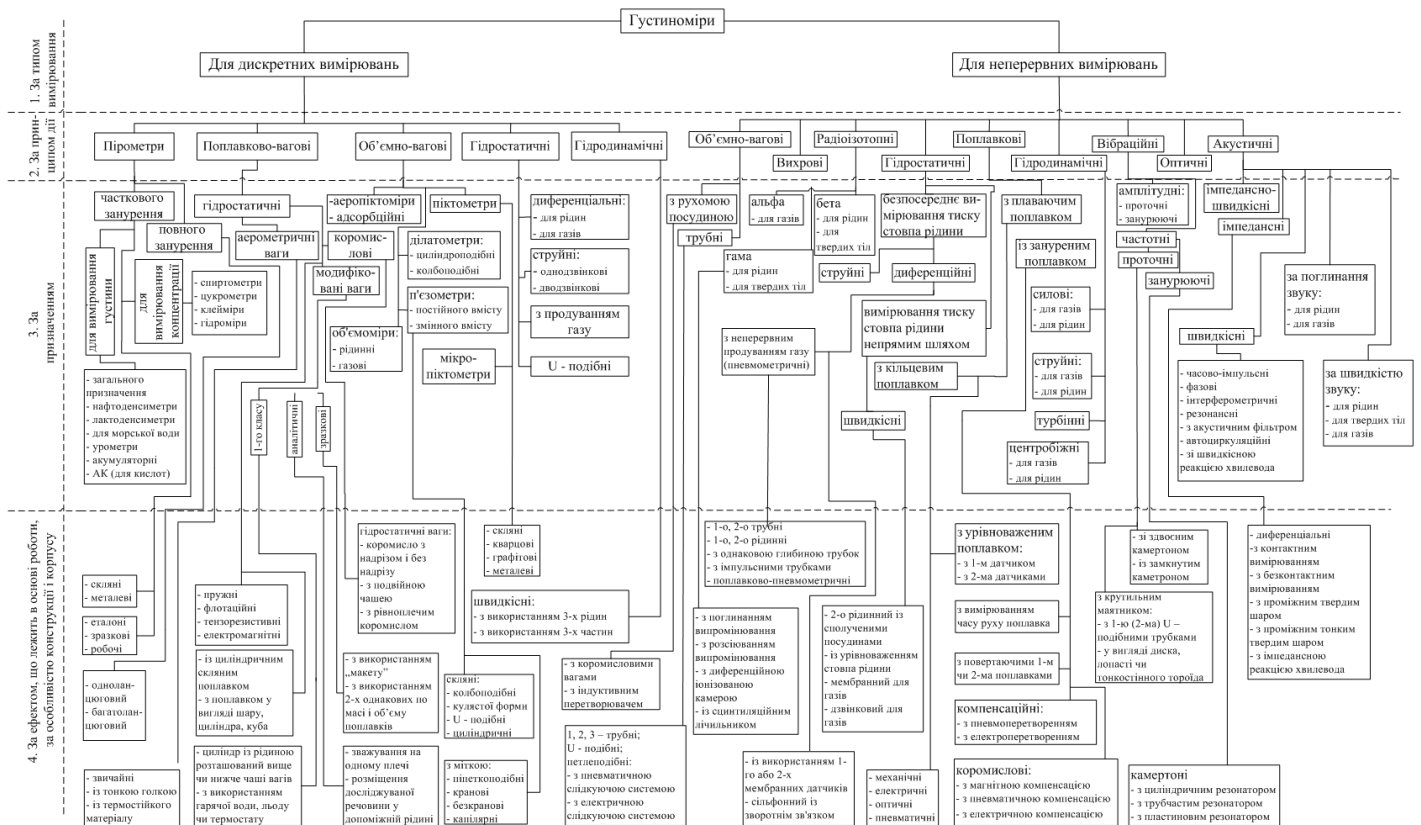 Густиноміри
Для дискретних вимірювань
Для неперервних вимірювань
1. За типом
вимірювання
2. За прин-
ципом дії
Пірометри
Поплавково-вагові
Об’ємно-вагові
Гідростатичні
Гідродинамічні
Об’ємно-вагові
Вихрові
Радіоізотопні
Гідростатичні
Поплавкові
Гідродинамічні
Вібраційні
Оптичні
Акустичні
3. За
призначенням
часткового
занурення
повного
занурення
для вимірювання
густини
для
вимірювання
концентрації
- спиртометри
- цукрометри
- клейміри
- гідроміри
- загального
призначення
- нафтоденсиметри
- лактоденсиметри
- для морської води
- урометри
- акумуляторні
- АК (для кислот)
гідростатичні
аерометричні
ваги
коромис-
лові
модифіко-
вані ваги
1-го класу
аналітичні
зразкові
-аеропіктоміри
- адсорбційні
піктометри
ділатометри:
- циліндроподібні
- колбоподібні
п'єзометри:
- постійного вмісту
- змінного вмісту
об'ємоміри:
- рідинні
- газові
мікро-
піктометри
диференціальні:
- для рідин
- для газів
струйні:
- однодзвінкові
- дводзвінкові
з продуванням
газу
U - подібні
з рухомою
посудиною
трубні
альфа
- для газів
бета
- для рідин
- для
твердих тіл
гама
- для рідин
- для твердих тіл
безпосереднє ви-
мірювання тиску
стовпа рідини
струйні
диференційні
вимірювання тиску
стовпа рідини
непрямим шляхом
з неперервним
продуванням газу
(пневмометричні)
з кільцевим
поплавком
швидкісні
з плаваючим
поплавком
із зануреним
поплавком
силові:
- для газів
- для рідин
струйні:
- для газів
- для рідин
турбінні
центробіжні
- для газів
- для рідин
амплітудні:
- проточні
- занурюючі
частотні
проточні
занурюючі
імпедансно-
швидкісні
імпедансні
швидкісні
- часово-імпульсні
- фазові
- інтерферометричні
- резонансні
- з акустичним фільтром
- автоциркуляційні
- зі швидкісною
реакцією хвилевода
за поглинання
звуку:
- для рідин
- для газів
за швидкістю
звуку:
- для рідин
- для твердих тіл
- для газів
4. За ефектом, що лежить в основі роботи,
за особливістю конструкції і корпусу
- скляні
- металеві
- еталоні
- зразкові
- робочі
- однолан-
цюговий
- багатолан-
цюговий
- звичайні
- із тонкою голкою
- із термостійкого
матеріалу
- пружні
- флотаційні
- тензорезистивні
- електромагітні
- із циліндричним
скляним
поплавком
- з поплавком у
вигляді шару,
циліндра, куба
- циліндр із рідиною
розташований вище
чи нижче чаші вагів
- з використанням
гарячої води, льоду
чи термостату
гідростатичні ваги:
- коромисло з
надрізом и без
надрізу
- з подвійною
чашею
- з рівноплечим
коромислом
- з використанням
„макету”
- з використанням
2-х однакових по
масі і об’єму
поплавків
- зважування на
одному плечі
- розміщення
досліджуваної
речовини у
допоміжній рідині
- скляні
- кварцові
- графітові
- металеві
швидкісні:
- з використання 3-х рідин
- з використання 3-х частин
скляні:
- колбоподібні
- кулястої форми
- U - подібні
- циліндричні
з міткою:
- піпеткоподібні
- кранові
- безкранові
- капілярні
- з коромисловими
вагами
- з індуктивним
перетворювачем
1, 2, 3 – трубні;
U - подібні;
петлеподібні:
- з пневматичною
слідкуючою системою
- з електричною
слідкуючою системою
- 1-о, 2-о трубні
- 1-о, 2-о рідинні
- з однаковою глибиною трубок
- з імпульсними трубками
- поплавково-пневмометричні
- з поглинанням
випромінювання
- з розсіюванням
випромінювання
- з диференційною
іонізованою
камерою
- із сцинтиляційним
лічильником
- 2-о рідинний із
сполученими
посудинами
- із урівноваженням
стовпа рідини
- мембранний для
газів
- дзвінковий для
газів
- із використанням 1-
го або 2-х
мембранних датчиків
- сільфонний із
зворотнім зв'язком
- механічні
- електричні
- оптичні
- пневматичні
з урівноваженим
поплавком:
- з 1-м датчиком
- з 2-ма датчиками
з вимірюванням
часу руху поплавка
з повертаючими 1-м
чи 2-ма поплавками
компенсаційні:
- з пневмоперетворенням
- з електроперетворенням
коромислові:
- з магнітною компенсацією
- з пневматичною компенсацією
- з електричною компенсацією
- зі здвоєним
камертоном
- із замкнутим
каметроном
з крутильним
маятником:
- з 1-ю (2-ма) U –
подібними трубками
- у вигляді диска,
лопасті чи
тонкостінного тороїда
камертоні
- з циліндричним резонатором
- з трубчастим резонатором
- з пластиновим резонатором
- диференціальні
- з контактним
вимірюванням
- з безконтактним
вимірюванням
- з проміжним твердим
шаром
- з проміжним тонким
твердим шаром
- з імпедансною
реакцією хвилевода